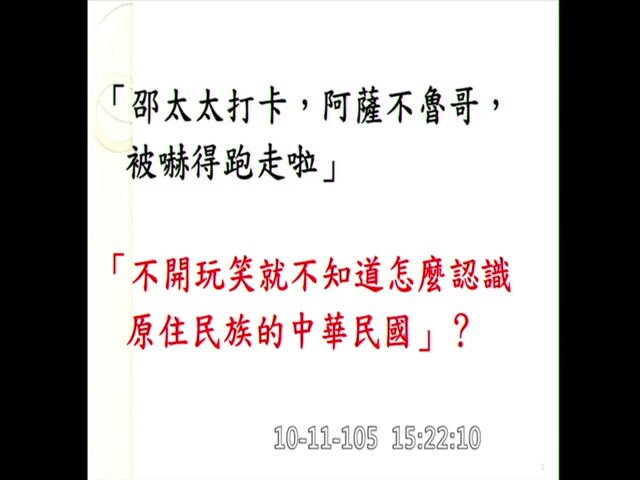 「邵太太打卡，阿薩不魯哥，
被嚇得跑走啦」
「不開玩笑就不知道怎麼認識
原住民族的中華民國」？
10-11-105 15:22:10